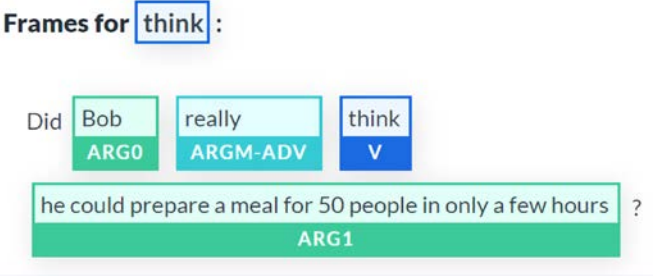 Frames for think :
Did Bob really think
ARG0 ARGM-ADV V
he could prepare a meal for 50 people in only a few hours ?
ARG1